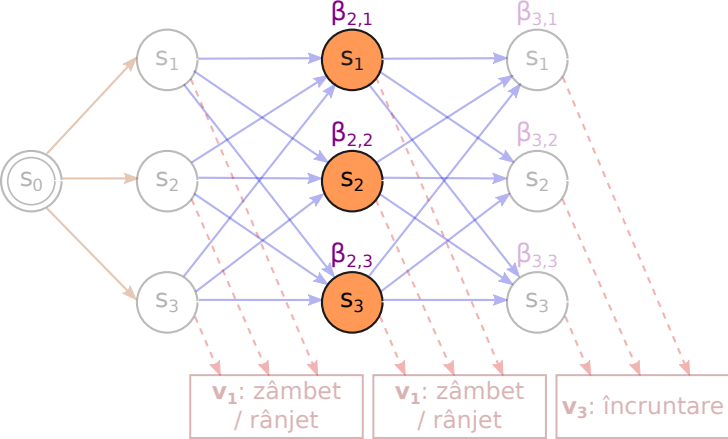 β2,1 β3,1
s1 s1 s1
β2,2 β3,2
s0 s2 s2 s2
β2,3 β3,3
s3 s3 s3
v1: zâmbet
/ rânjet
v1: zâmbet
/ rânjet
v3: încruntare